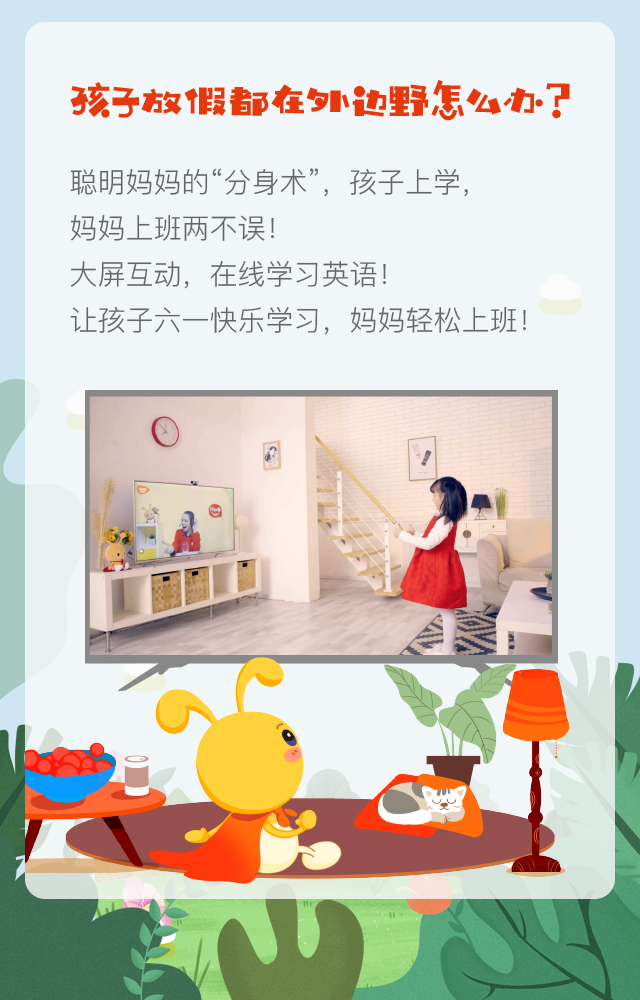 孩子放假都在外边野怎么办？
聪明妈妈的“分身术”，孩子上学，
妈妈上班两不误！
大屏互动，在线学习英语！
让孩子六一快乐学习，妈妈轻松上班！